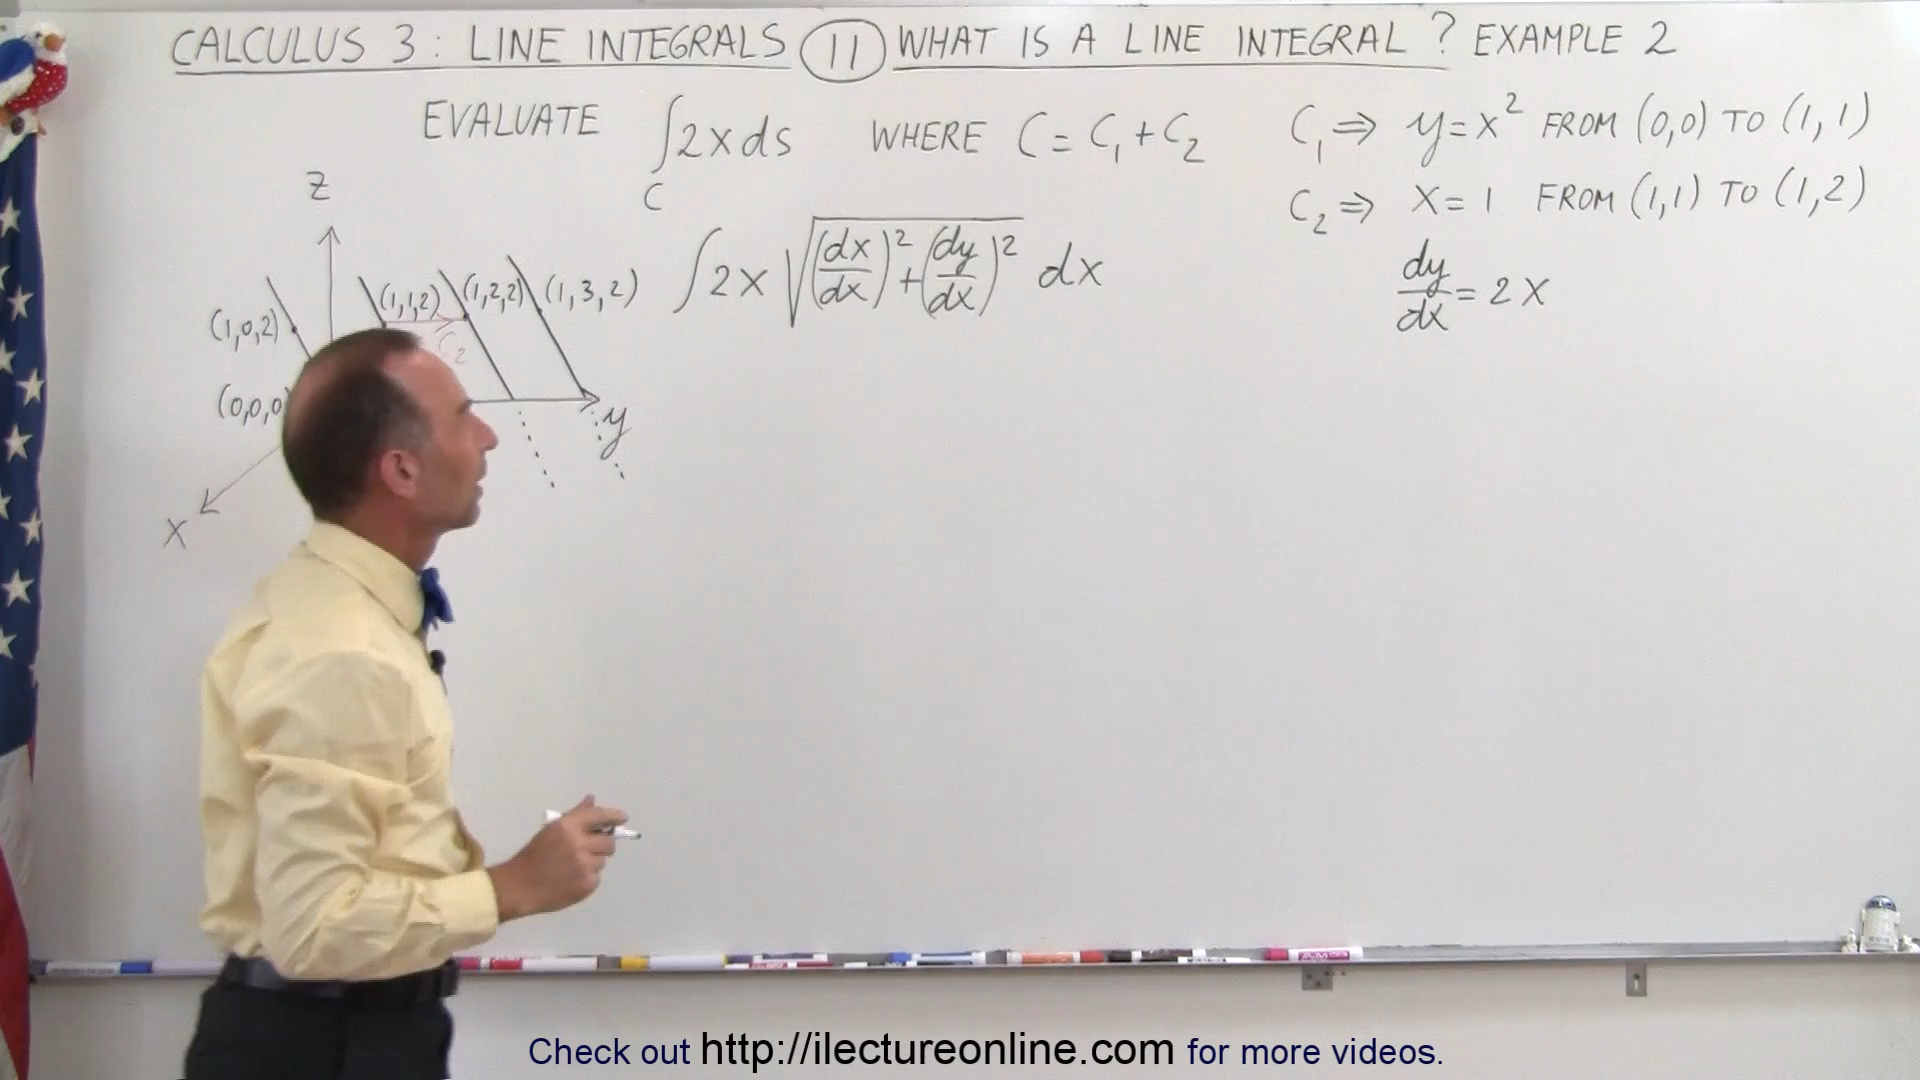 CALCULUS 3: LINE INTEGRALS (11) WHAT IS A LINE INTEGRAL? EXAMPLE 2
EVALUATE ∫_C 2x ds WHERE C = C₁ + C₂
C₁ ⇒ y = x² FROM (0,0) TO (1,1)
C₂ ⇒ x = 1 FROM (1,1) TO (1,2)
∫ 2x √((dx/dx)² + (dy/dx)²) dx
dy/dx = 2x
z
(1,0,2) (1,1,2) (1,2,2) (1,3,2)
C₂
(0,0,0
y
x
Check out http://ilectureonline.com for more videos.